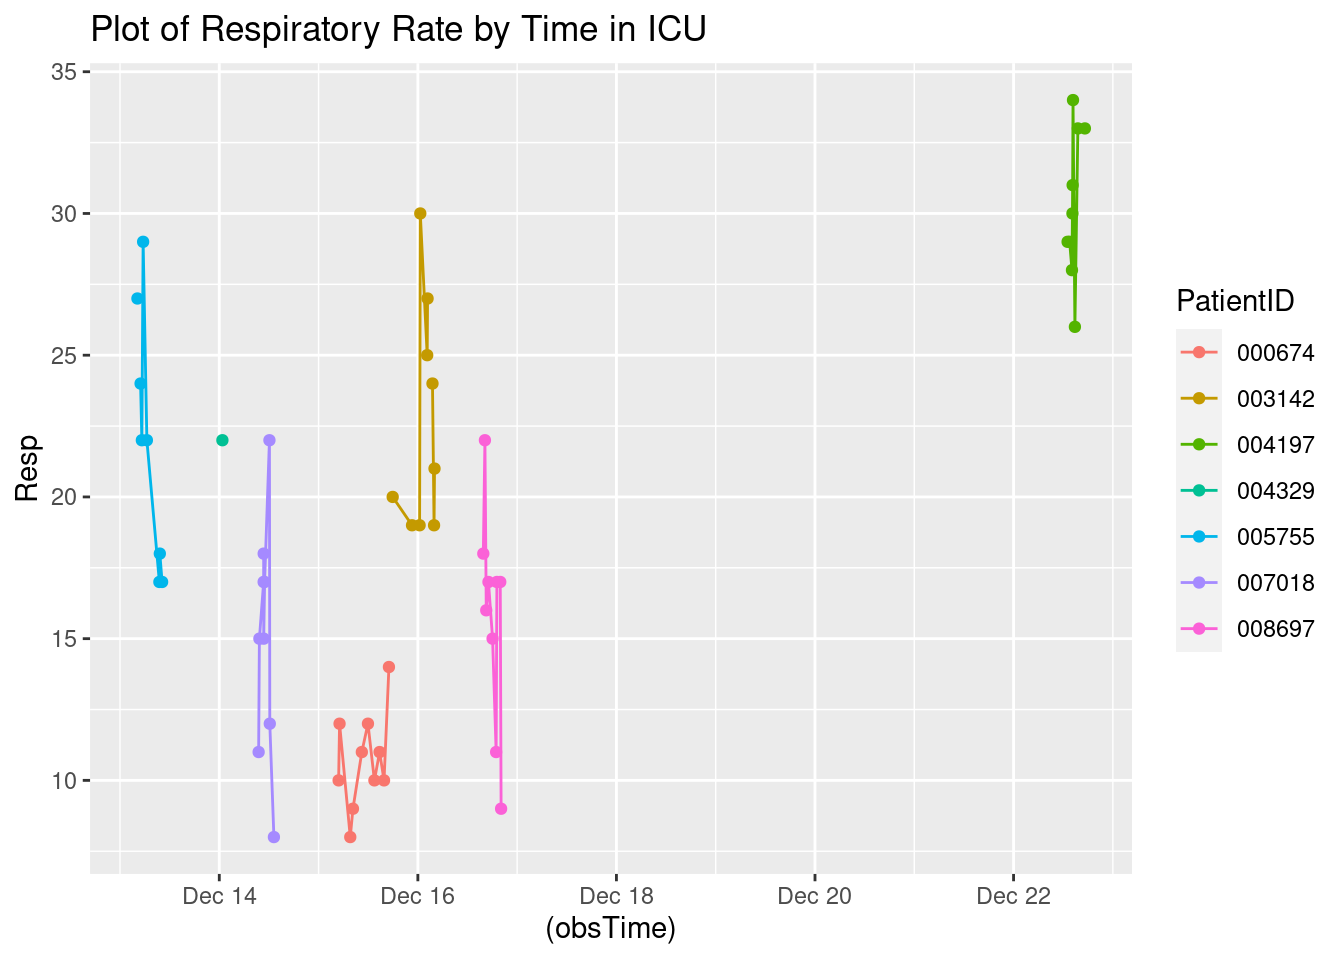 Plot of Respiratory Rate by Time in ICU
35
30
25
20
15
10
Resp
Dec 14
Dec 16
Dec 18
Dec 20
Dec 22
(obsTime)
PatientID
000674
003142
004197
004329
005755
007018
008697